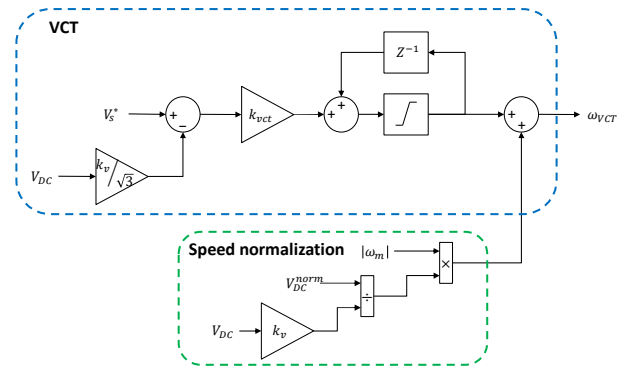 VCT
Z⁻¹
V_s^*
+
−
k_vct
+
+
+
+
ω_VCT
V_DC
k_v/√3
Speed normalization
|ω_m|
V_DC^norm
×
÷
V_DC
k_v